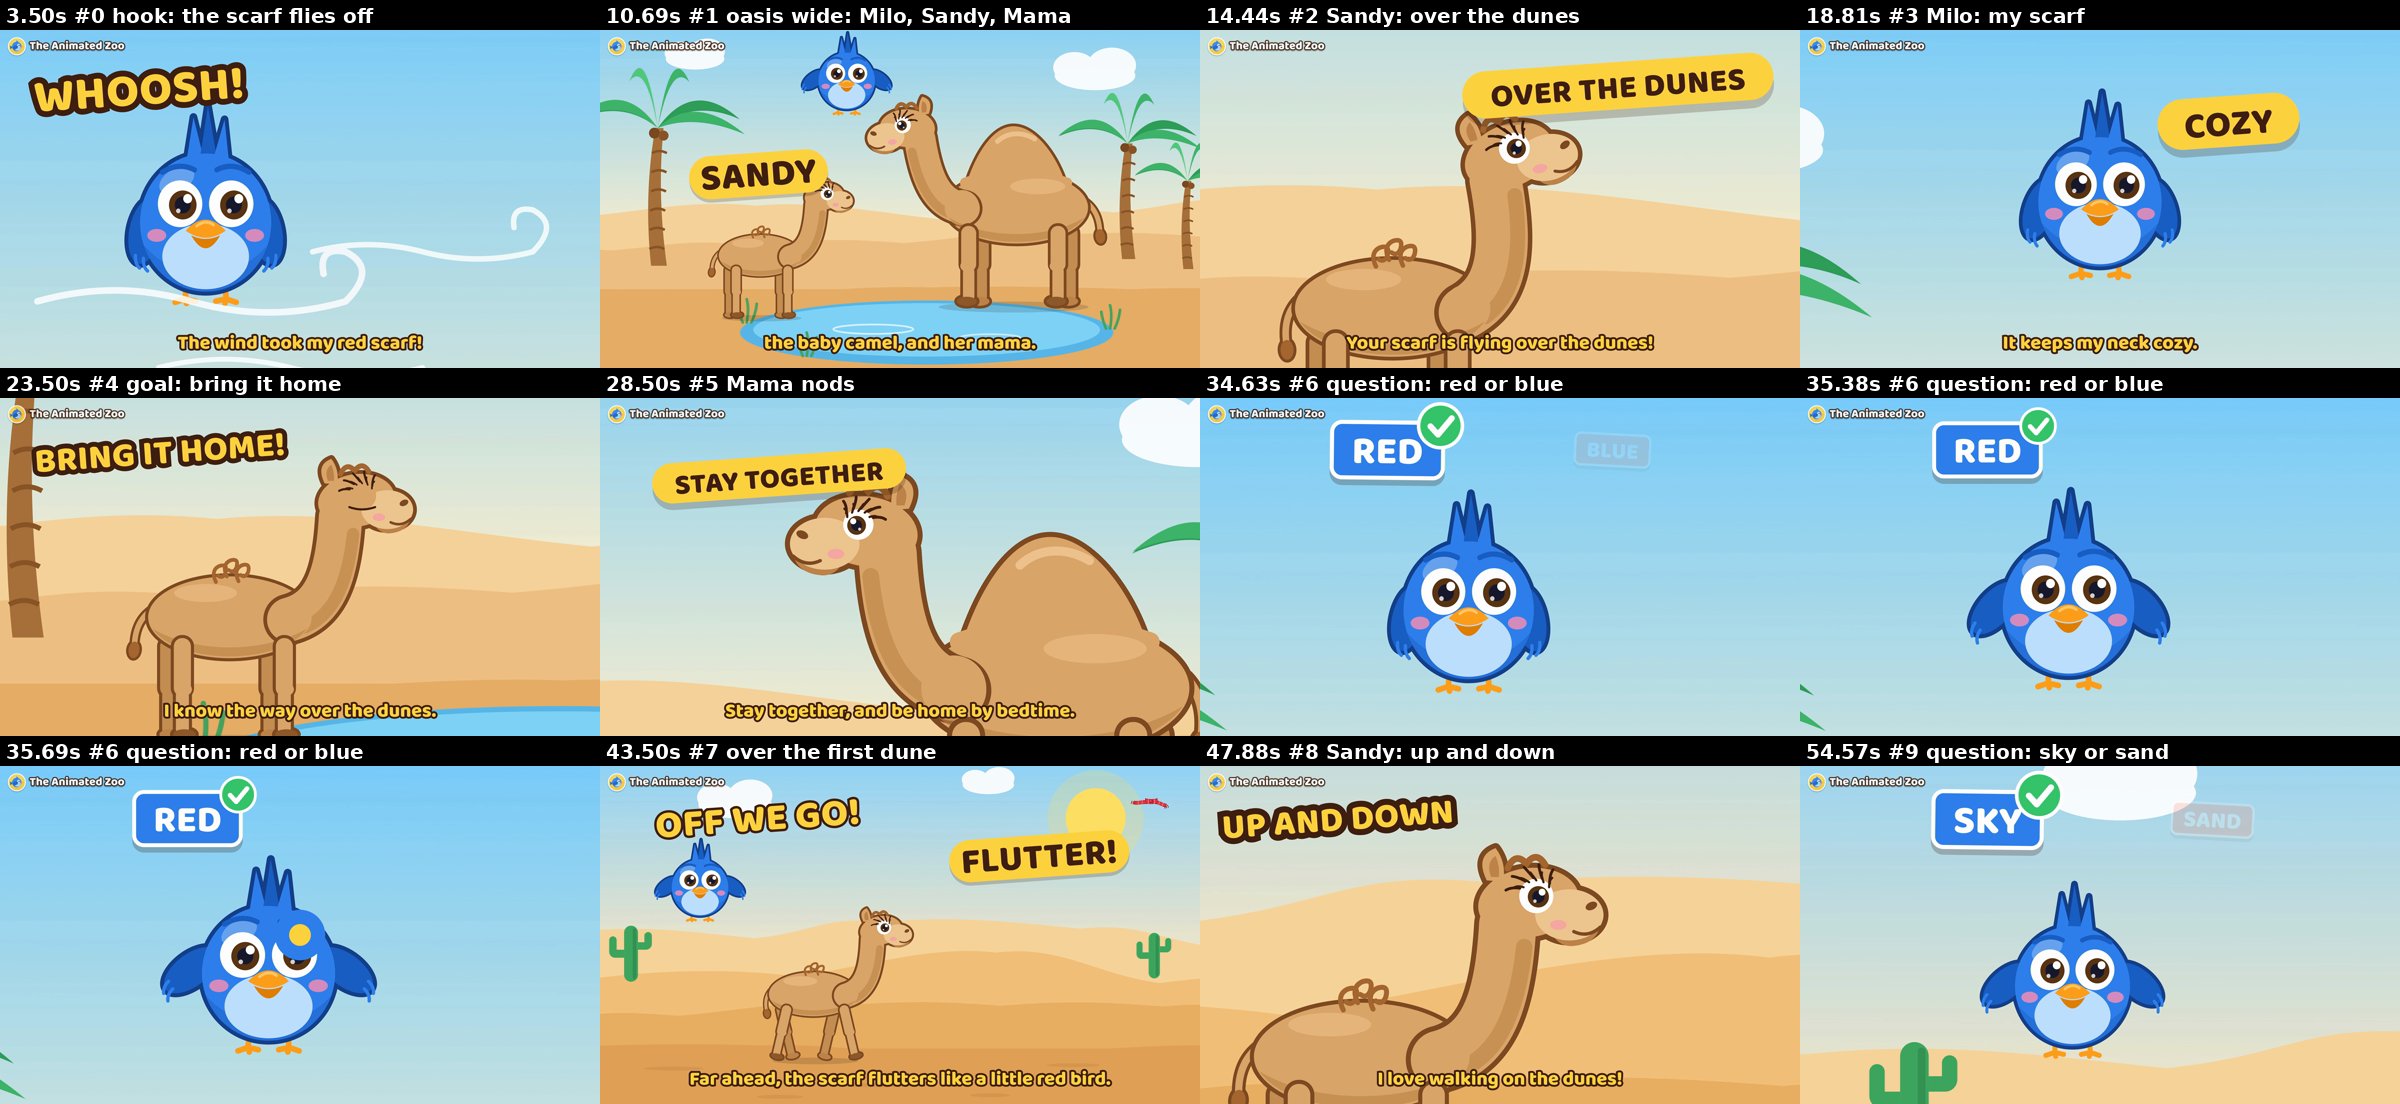 3.50s #0 hook: the scarf flies off
The Animated Zoo
WHOOSH!
The wind took my red scarf!
10.69s #1 oasis wide: Milo, Sandy, Mama
The Animated Zoo
SANDY
the baby camel, and her mama.
14.44s #2 Sandy: over the dunes
The Animated Zoo
OVER THE DUNES
Your scarf is flying over the dunes!
18.81s #3 Milo: my scarf
The Animated Zoo
COZY
It keeps my neck cozy.
23.50s #4 goal: bring it home
The Animated Zoo
BRING IT HOME!
I know the way over the dunes.
28.50s #5 Mama nods
The Animated Zoo
STAY TOGETHER
Stay together, and be home by bedtime.
34.63s #6 question: red or blue
The Animated Zoo
RED
BLUE
35.38s #6 question: red or blue
The Animated Zoo
RED
35.69s #6 question: red or blue
The Animated Zoo
RED
43.50s #7 over the first dune
The Animated Zoo
OFF WE GO!
FLUTTER!
Far ahead, the scarf flutters like a little red bird.
47.88s #8 Sandy: up and down
The Animated Zoo
UP AND DOWN
I love walking on the dunes!
54.57s #9 question: sky or sand
The Animated Zoo
SKY
SAND